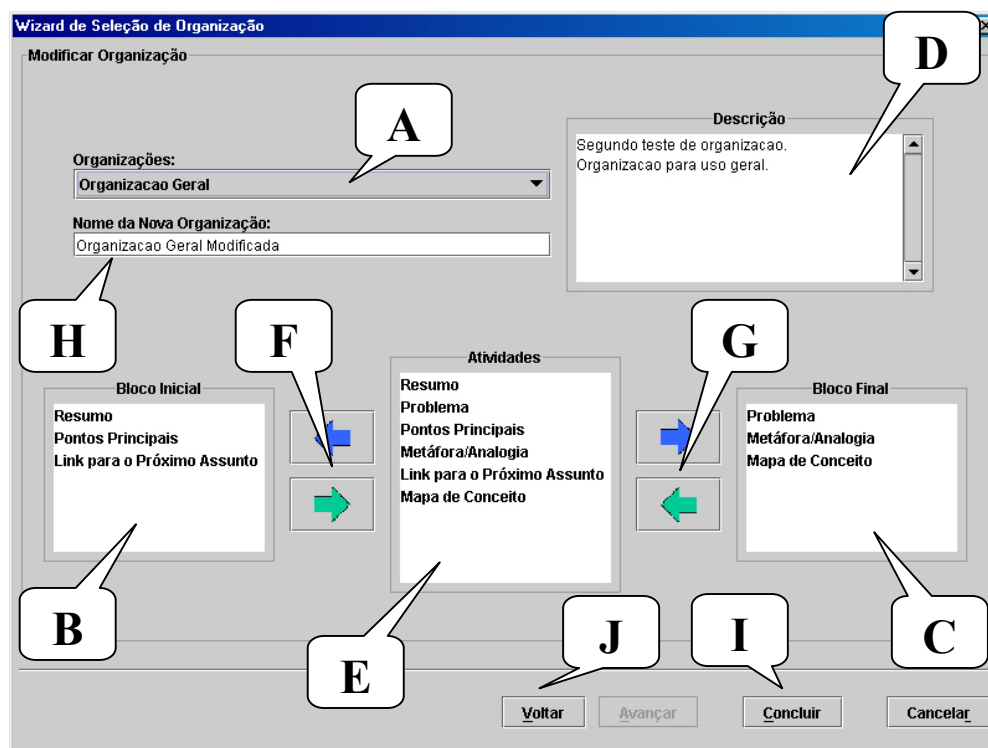 Wizard de Seleção de Organização
Modificar Organização
D
A
Descrição
Segundo teste de organizacao.
Organizacao para uso geral.
Organizações:
Organizacao Geral
Nome da Nova Organização:
Organizacao Geral Modificada
H
F
G
Bloco Inicial
Resumo
Pontos Principais
Link para o Próximo Assunto
Atividades
Resumo
Problema
Pontos Principais
Metáfora/Analogia
Link para o Próximo Assunto
Mapa de Conceito
Bloco Final
Problema
Metáfora/Analogia
Mapa de Conceito
B
E
J
I
C
Voltar
Avançar
Concluir
Cancelar